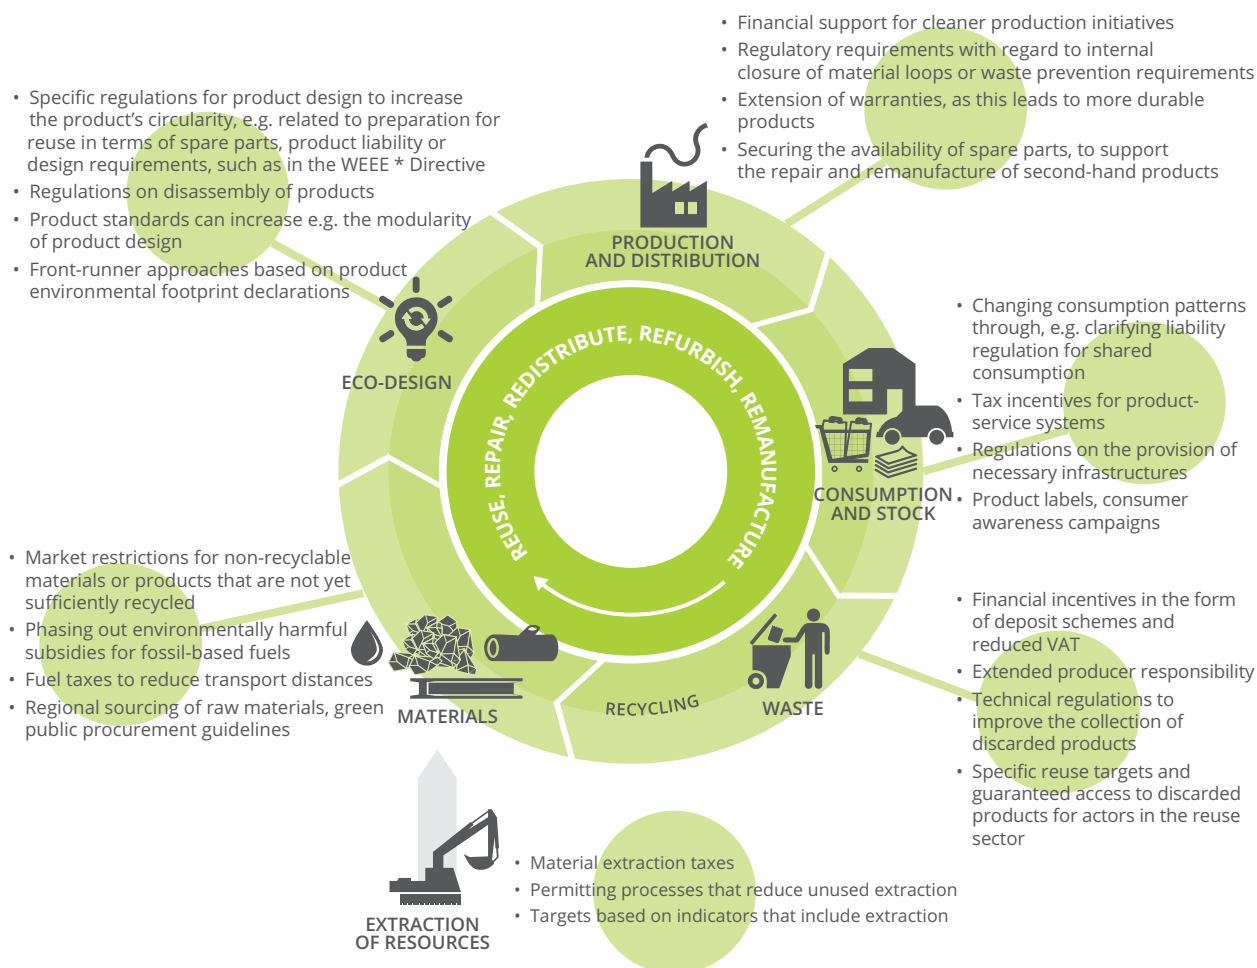 • Financial support for cleaner production initiatives
• Regulatory requirements with regard to internal
closure of material loops or waste prevention requirements
• Extension of warranties, as this leads to more durable
products
• Securing the availability of spare parts, to support
the repair and remanufacture of second-hand products
• Specific regulations for product design to increase
the product's circularity, e.g. related to preparation for
reuse in terms of spare parts, product liability or
design requirements, such as in the WEEE * Directive
• Regulations on disassembly of products
• Product standards can increase e.g. the modularity
of product design
• Front-runner approaches based on product
environmental footprint declarations
PRODUCTION
AND DISTRIBUTION
ECO-DESIGN
REUSE, REPAIR, REDISTRIBUTE, REFURBISH, REMANUFACTURE
• Changing consumption patterns
through, e.g. clarifying liability
regulation for shared
consumption
• Tax incentives for product-
service systems
• Regulations on the provision of
necessary infrastructures
• Product labels, consumer
awareness campaigns
CONSUMPTION
AND STOCK
• Market restrictions for non-recyclable
materials or products that are not yet
sufficiently recycled
• Phasing out environmentally harmful
subsidies for fossil-based fuels
• Fuel taxes to reduce transport distances
• Regional sourcing of raw materials, green
public procurement guidelines
MATERIALS
RECYCLING
WASTE
• Financial incentives in the form
of deposit schemes and
reduced VAT
• Extended producer responsibility
• Technical regulations to
improve the collection of
discarded products
• Specific reuse targets and
guaranteed access to discarded
products for actors in the reuse
sector
• Material extraction taxes
• Permitting processes that reduce unused extraction
• Targets based on indicators that include extraction
EXTRACTION
OF RESOURCES